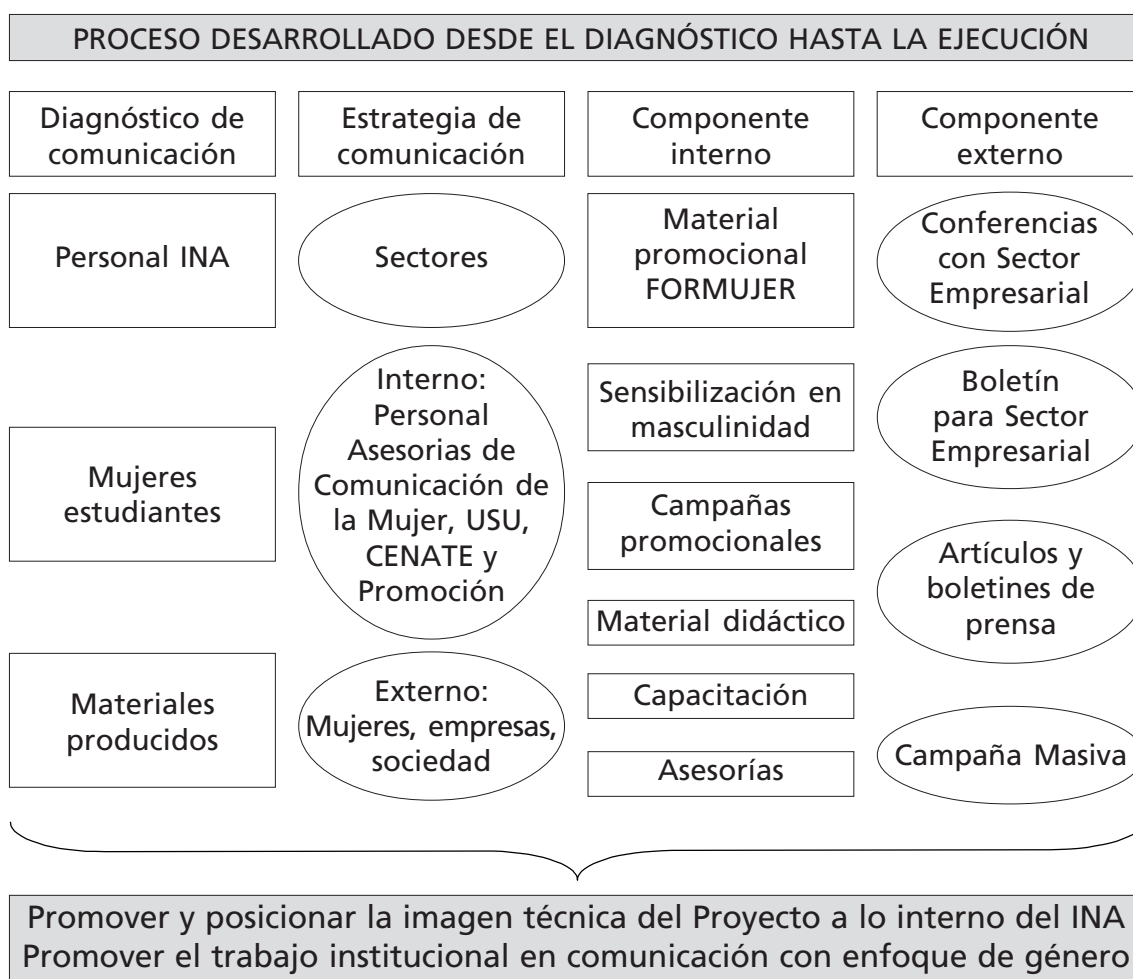 PROCESO DESARROLLADO DESDE EL DIAGNÓSTICO HASTA LA EJECUCIÓN
Diagnóstico de
comunicación
Personal INA
Mujeres
estudiantes
Materiales
producidos
Estrategia de
comunicación
Sectores
Interno:
Personal
Asesorias de
Comunicación de
la Mujer, USU,
CENATE y
Promoción
Externo:
Mujeres, empresas,
sociedad
Componente
interno
Material
promocional
FORMUJER
Sensibilización en
masculinidad
Campañas
promocionales
Material didáctico
Capacitación
Asesorías
Componente
externo
Conferencias
con Sector
Empresarial
Boletín
para Sector
Empresarial
Artículos y
boletines de
prensa
Campaña Masiva
Promover y posicionar la imagen técnica del Proyecto a lo interno del INA
Promover el trabajo institucional en comunicación con enfoque de género